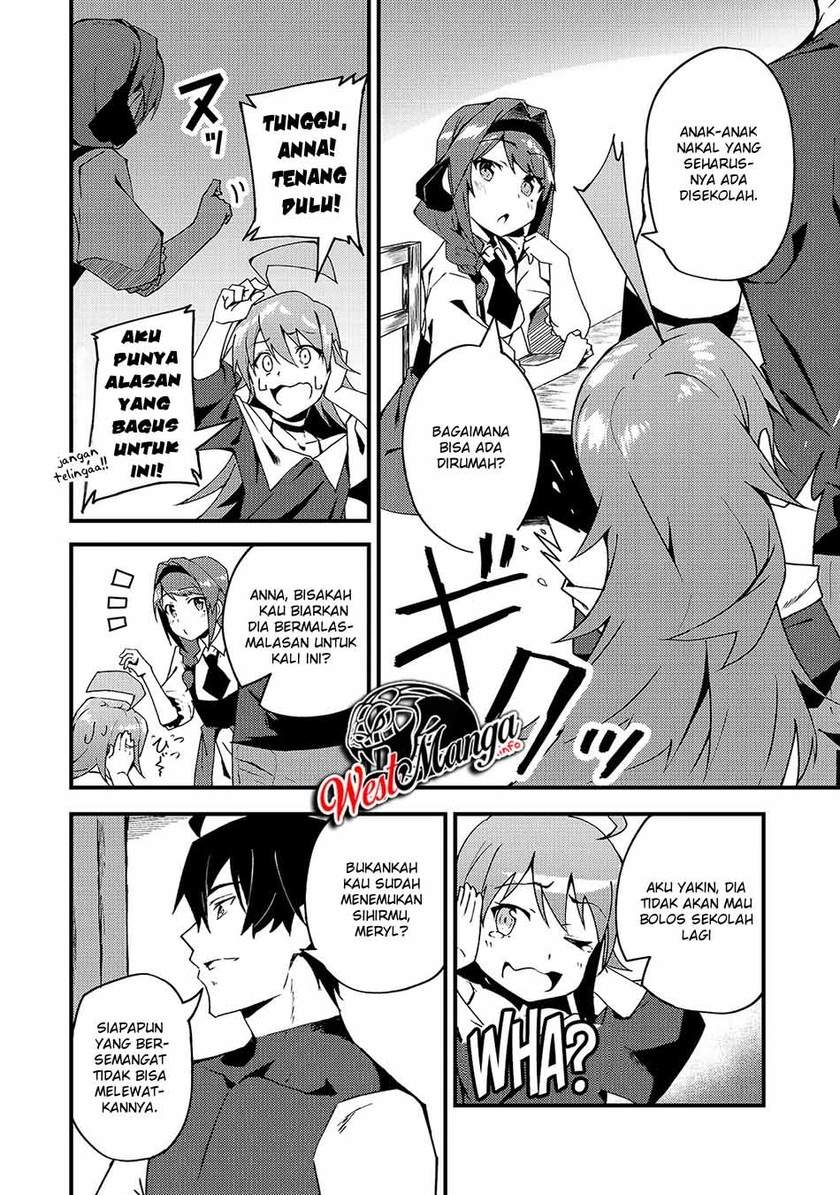 ANAK-ANAK
NAKAL YANG
SEHARUS-
NYA ADA
DISEKOLAH.
BAGAIMANA
BISA ADA
DIRUMAH?
ギクッ
ヌッ
TUNGGU,
ANNA!
TENANG
DULU!
AKU
PUNYA
ALASAN
YANG
BAGUS
UNTUK
INI!
jangan
telingaa!!
ANNA, BISAKAH
KAU BIARKAN
DIA BERMALAS-
MALASAN UNTUK
KALI INI?
WestManga
.info
AKU YAKIN, DIA
TIDAK AKAN MAU
BOLOS SEKOLAH
LAGI
WHA?
BUKANKAH
KAU SUDAH
MENEMUKAN
SIHIRMU,
MERYL?
SIAPAPUN
YANG BER-
SEMANGAT
TIDAK BISA
MELEWAT-
KANNYA.